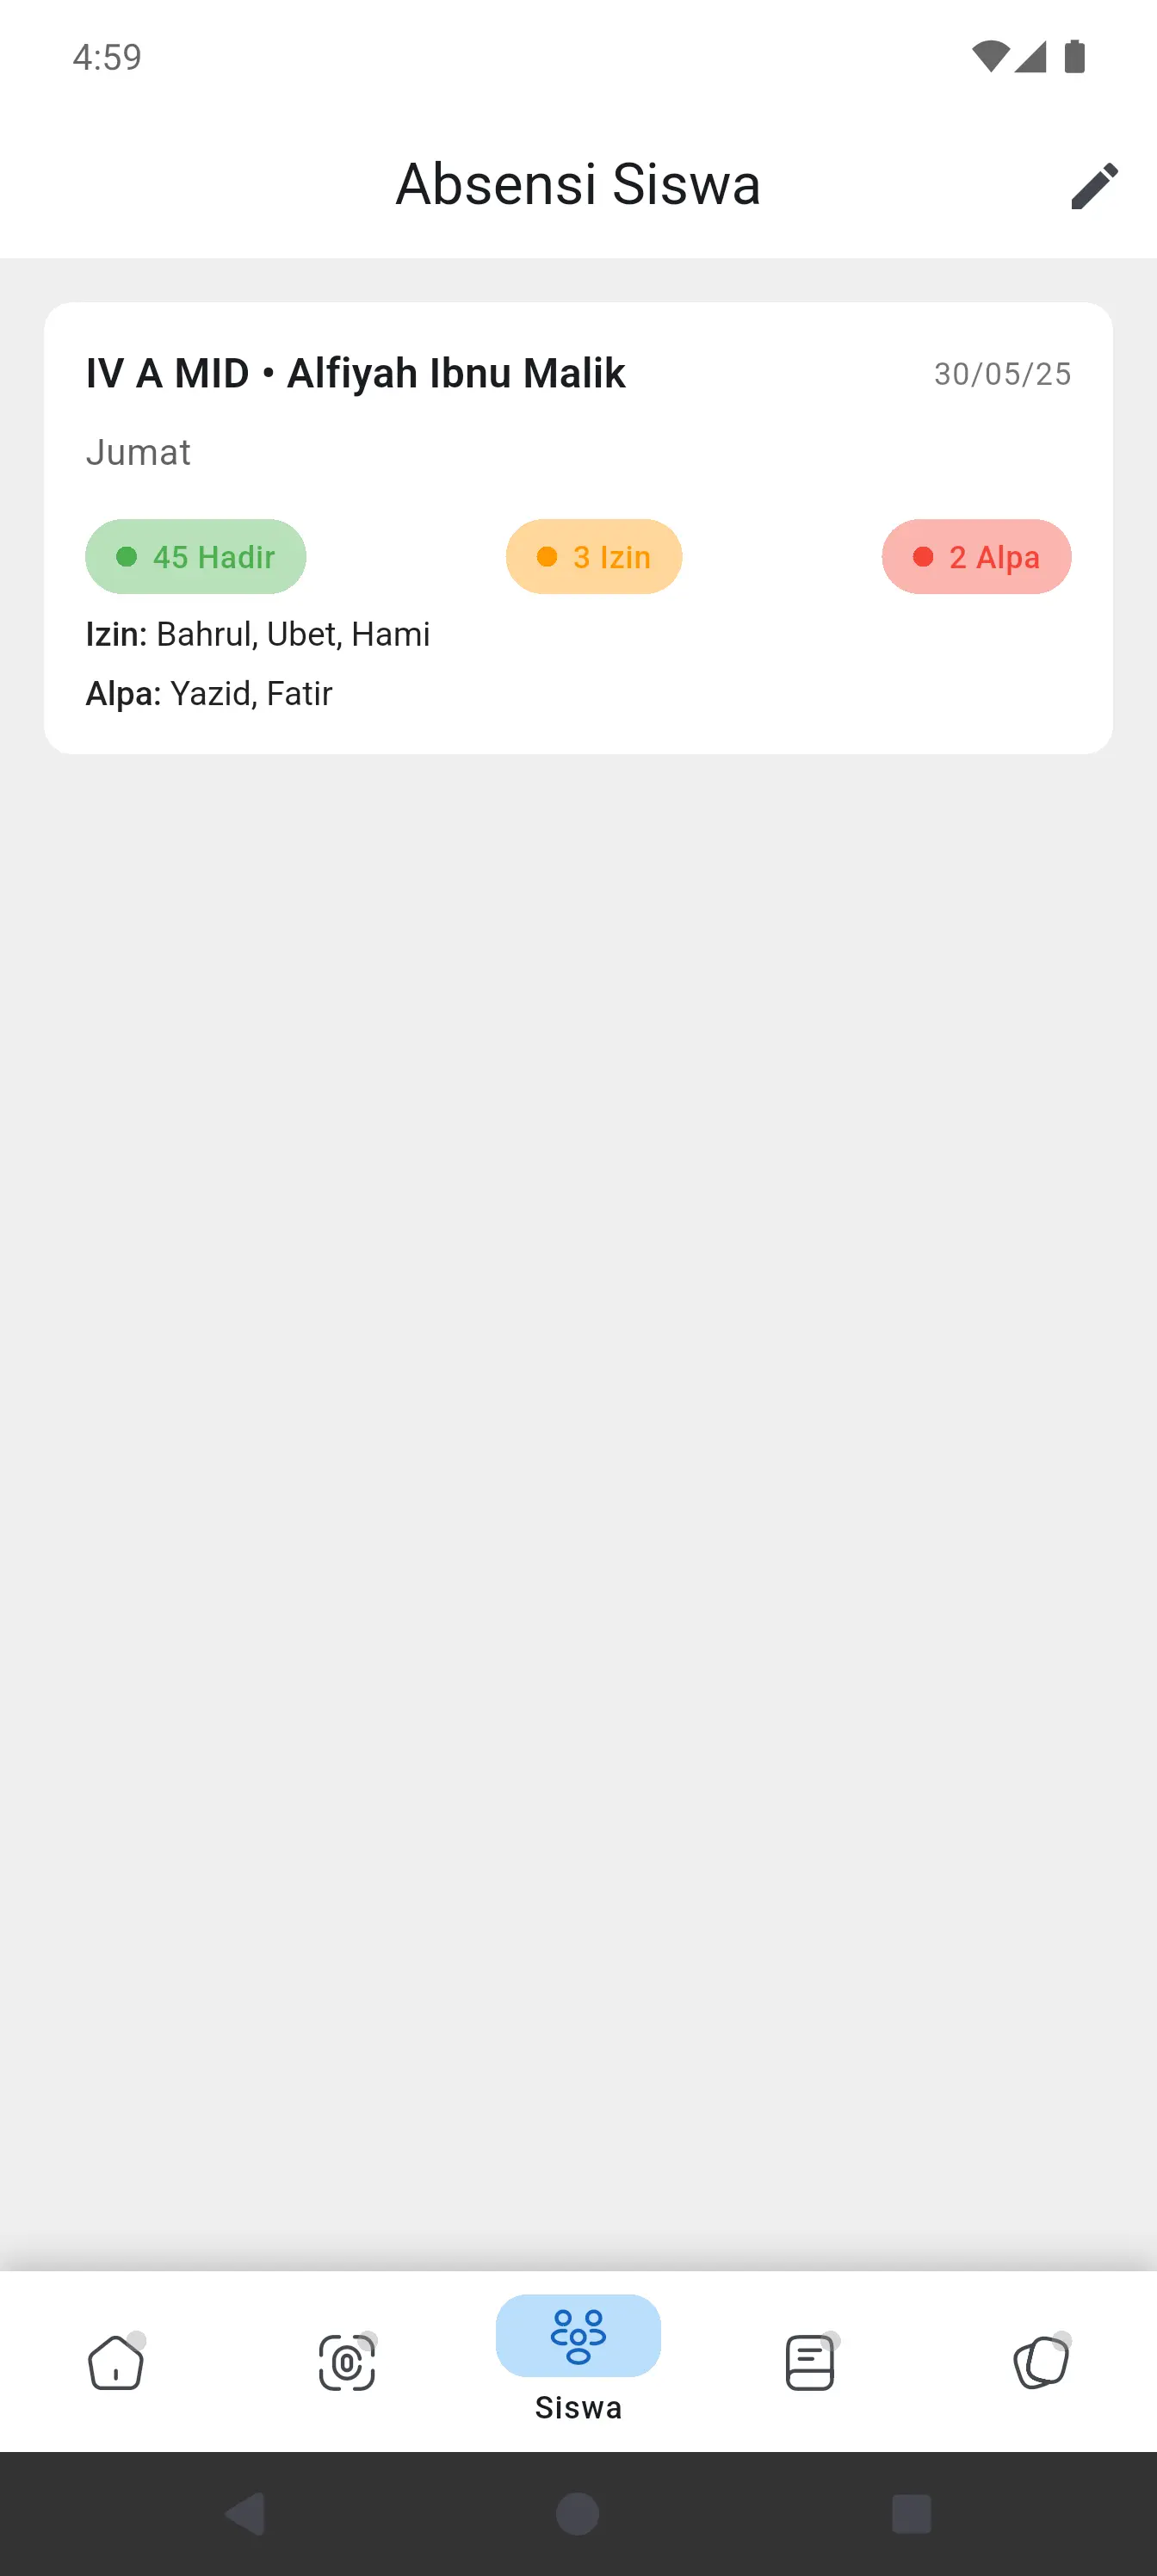 4:59
Absensi Siswa
IV A MID • Alfiyah Ibnu Malik
30/05/25
Jumat
45 Hadir
3 Izin
2 Alpa
Izin: Bahrul, Ubet, Hami
Alpa: Yazid, Fatir
Siswa